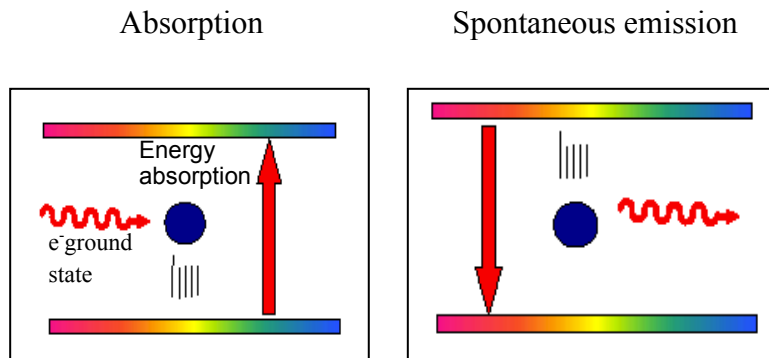 Absorption
Spontaneous emission
Energy
absorption
e⁻ground
state